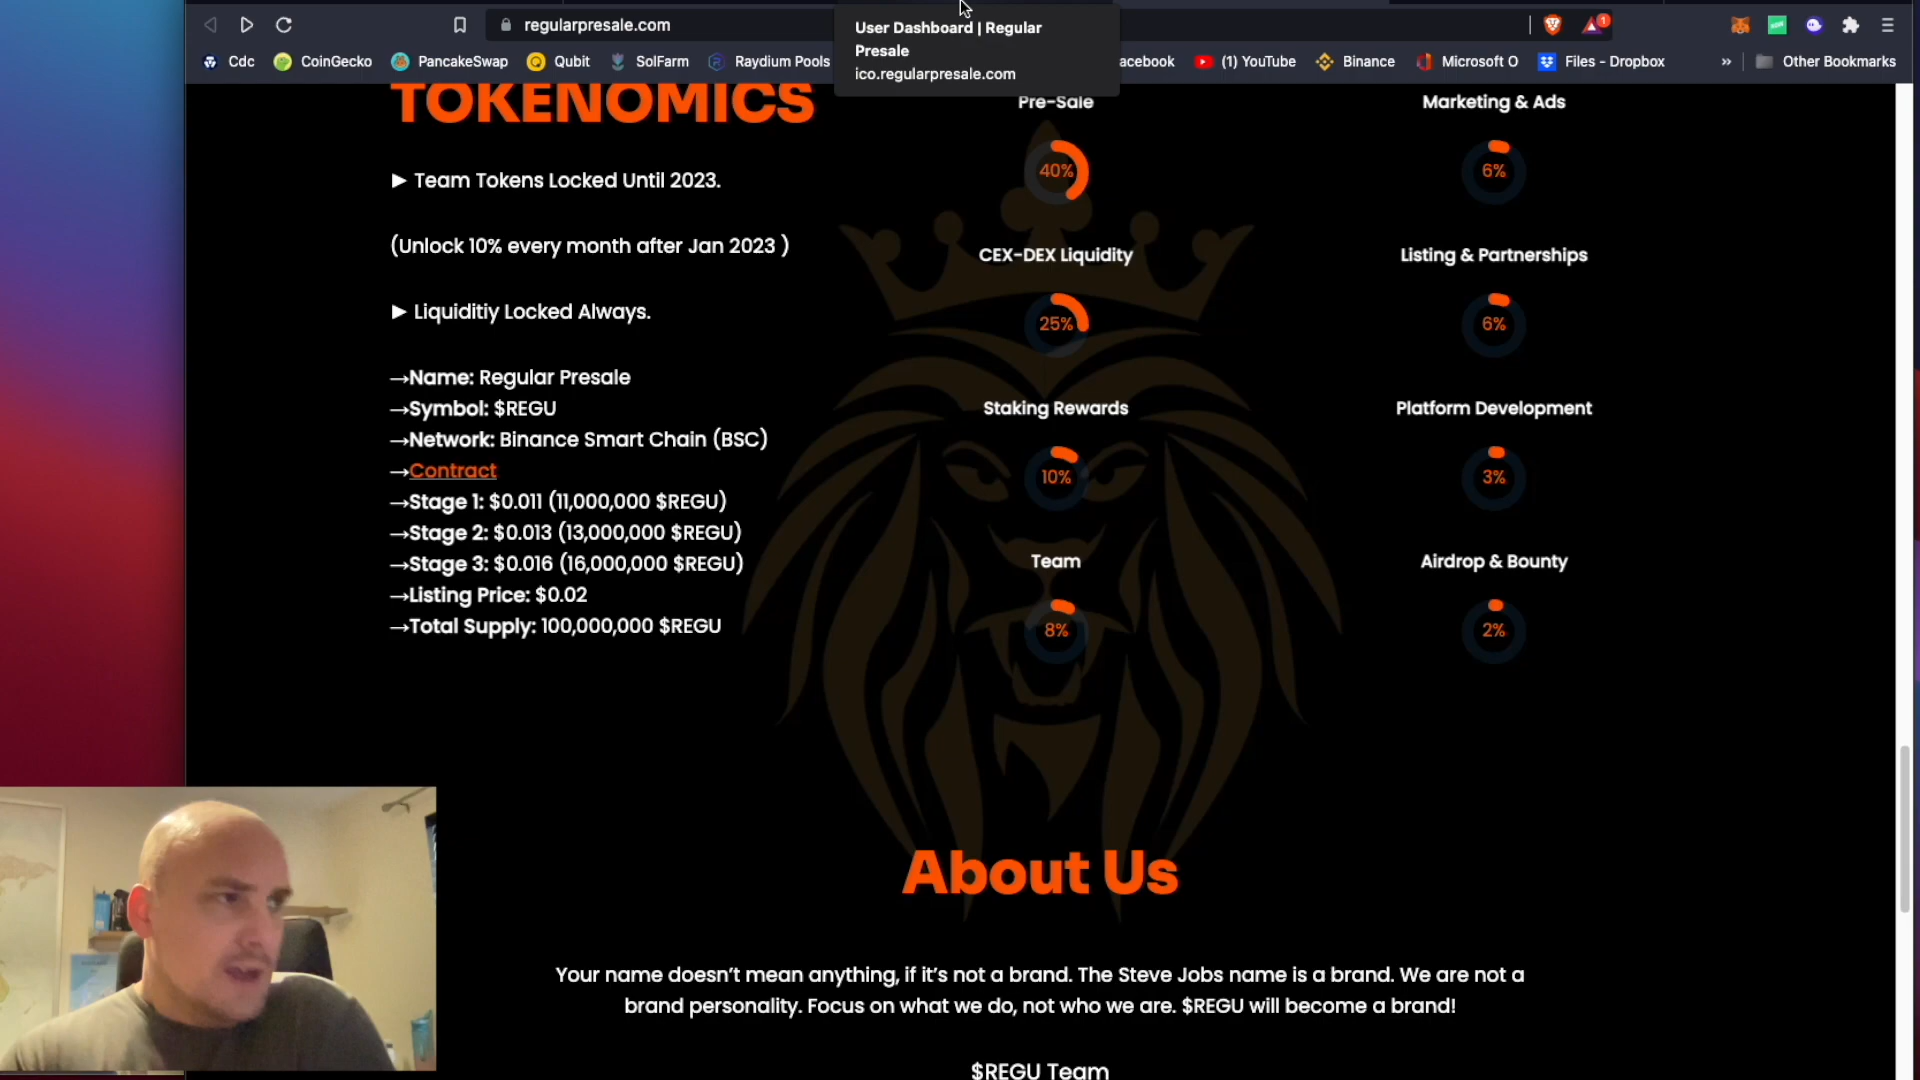 regularpresale.com
User Dashboard | Regular
Presale
ico.regularpresale.com
1
Cdc
CoinGecko
PancakeSwap
Qubit
SolFarm
Raydium Pools
acebook
(1) YouTube
Binance
Microsoft O
Files - Dropbox
»
Other Bookmarks
TOKENOMICS
► Team Tokens Locked Until 2023.
(Unlock 10% every month after Jan 2023 )
► Liquiditiy Locked Always.
→Name: Regular Presale
→Symbol: $REGU
→Network: Binance Smart Chain (BSC)
→Contract
→Stage 1: $0.011 (11,000,000 $REGU)
→Stage 2: $0.013 (13,000,000 $REGU)
→Stage 3: $0.016 (16,000,000 $REGU)
→Listing Price: $0.02
→Total Supply: 100,000,000 $REGU
Pre-Sale
40%
CEX-DEX Liquidity
25%
Staking Rewards
10%
Team
8%
Marketing & Ads
6%
Listing & Partnerships
6%
Platform Development
3%
Airdrop & Bounty
2%
About Us
Your name doesn't mean anything, if it's not a brand. The Steve Jobs name is a brand. We are not a
brand personality. Focus on what we do, not who we are. $REGU will become a brand!
$REGU Team